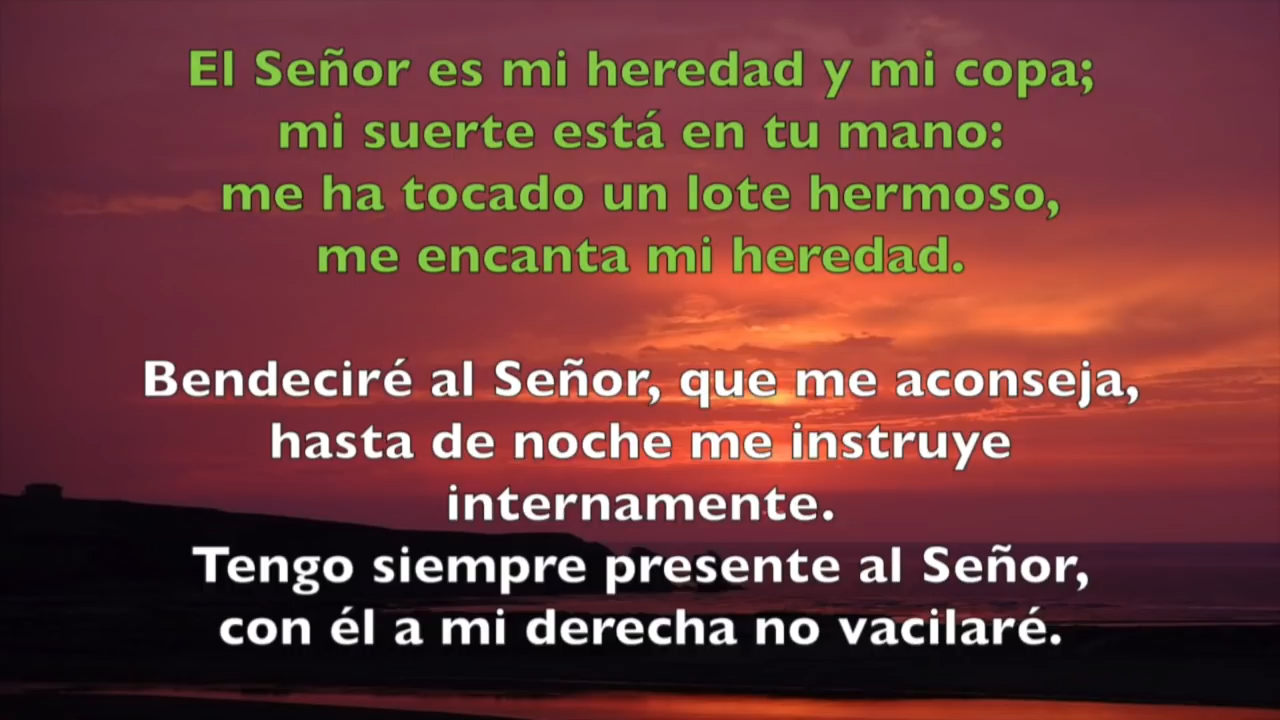 El Señor es mi heredad y mi copa;
mi suerte está en tu mano:
me ha tocado un lote hermoso,
me encanta mi heredad.
Bendeciré al Señor, que me aconseja,
hasta de noche me instruye
internamente.
Tengo siempre presente al Señor,
con él a mi derecha no vacilaré.